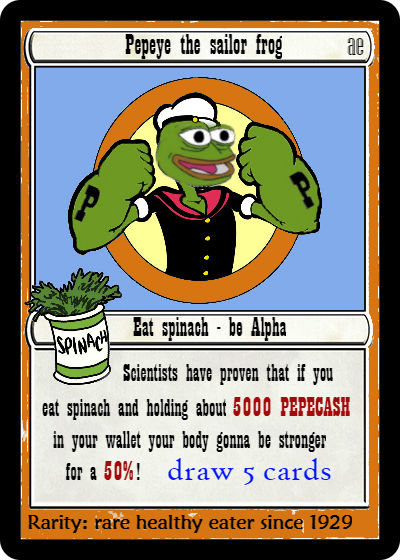 Pepeye the sailor frog ae
P P
Eat spinach - be Alpha
SPINACH
Scientists have proven that if you
eat spinach and holding about 5000 PEPECASH
in your wallet your body gonna be stronger
for a 50%! draw 5 cards
Rarity: rare healthy eater since 1929